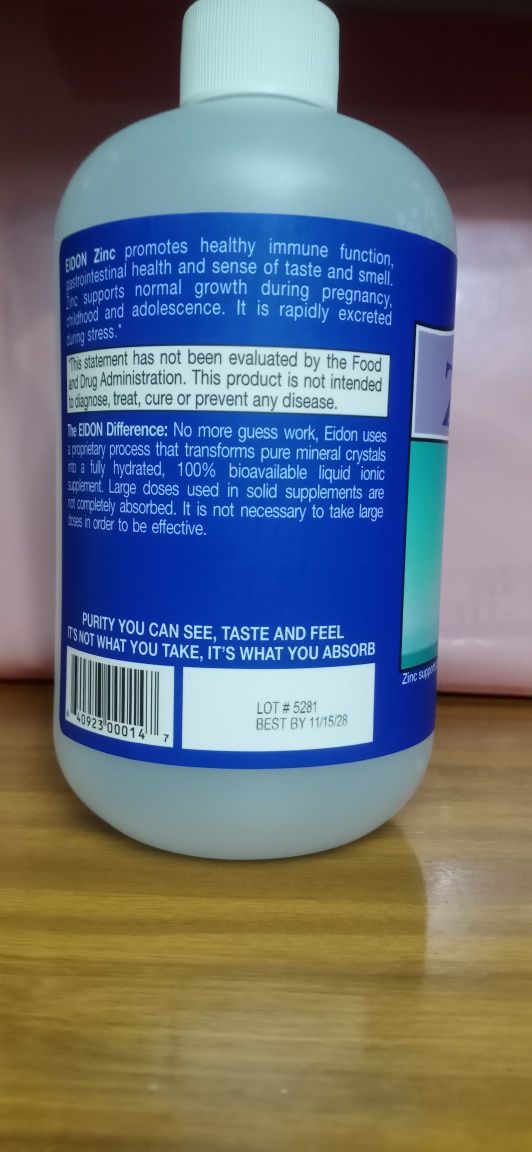 EIDON Zinc promotes healthy immune function,
gastrointestinal health and sense of taste and smell.
Zinc supports normal growth during pregnancy,
childhood and adolescence. It is rapidly excreted
during stress.*
*This statement has not been evaluated by the Food
and Drug Administration. This product is not intended
to diagnose, treat, cure or prevent any disease.
The EIDON Difference: No more guess work, Eidon uses
a proprietary process that transforms pure mineral crystals
into a fully hydrated, 100% bioavailable liquid ionic
supplement. Large doses used in solid supplements are
not completely absorbed. It is not necessary to take large
doses in order to be effective.
PURITY YOU CAN SEE, TASTE AND FEEL
IT'S NOT WHAT YOU TAKE, IT'S WHAT YOU ABSORB
LOT # 5281
BEST BY 11/15/28
40923 00014 7
Z
Zinc support